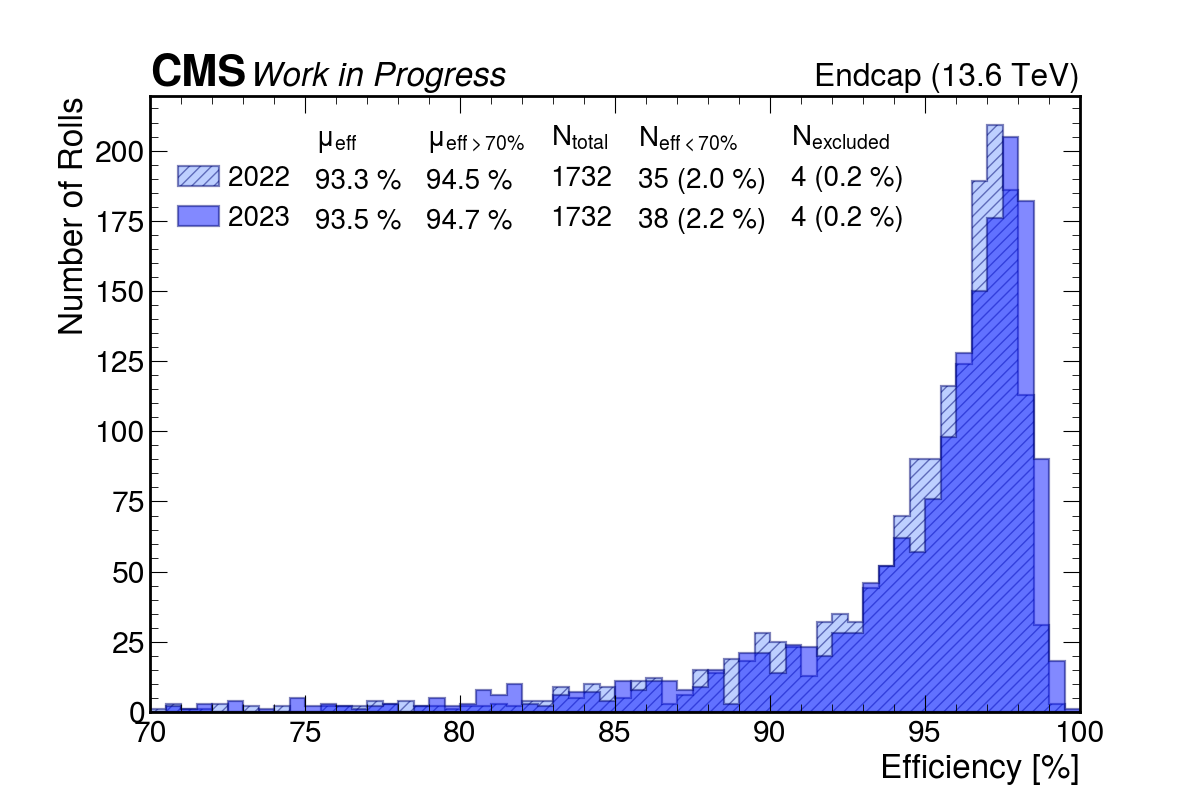 CMS Work in Progress Endcap (13.6 TeV)
Number of Rolls
μeff μeff > 70% Ntotal Neff < 70% Nexcluded
2022 93.3 % 94.5 % 1732 35 (2.0 %) 4 (0.2 %)
2023 93.5 % 94.7 % 1732 38 (2.2 %) 4 (0.2 %)
200
175
150
125
100
75
50
25
0
70 75 80 85 90 95 100
Efficiency [%]